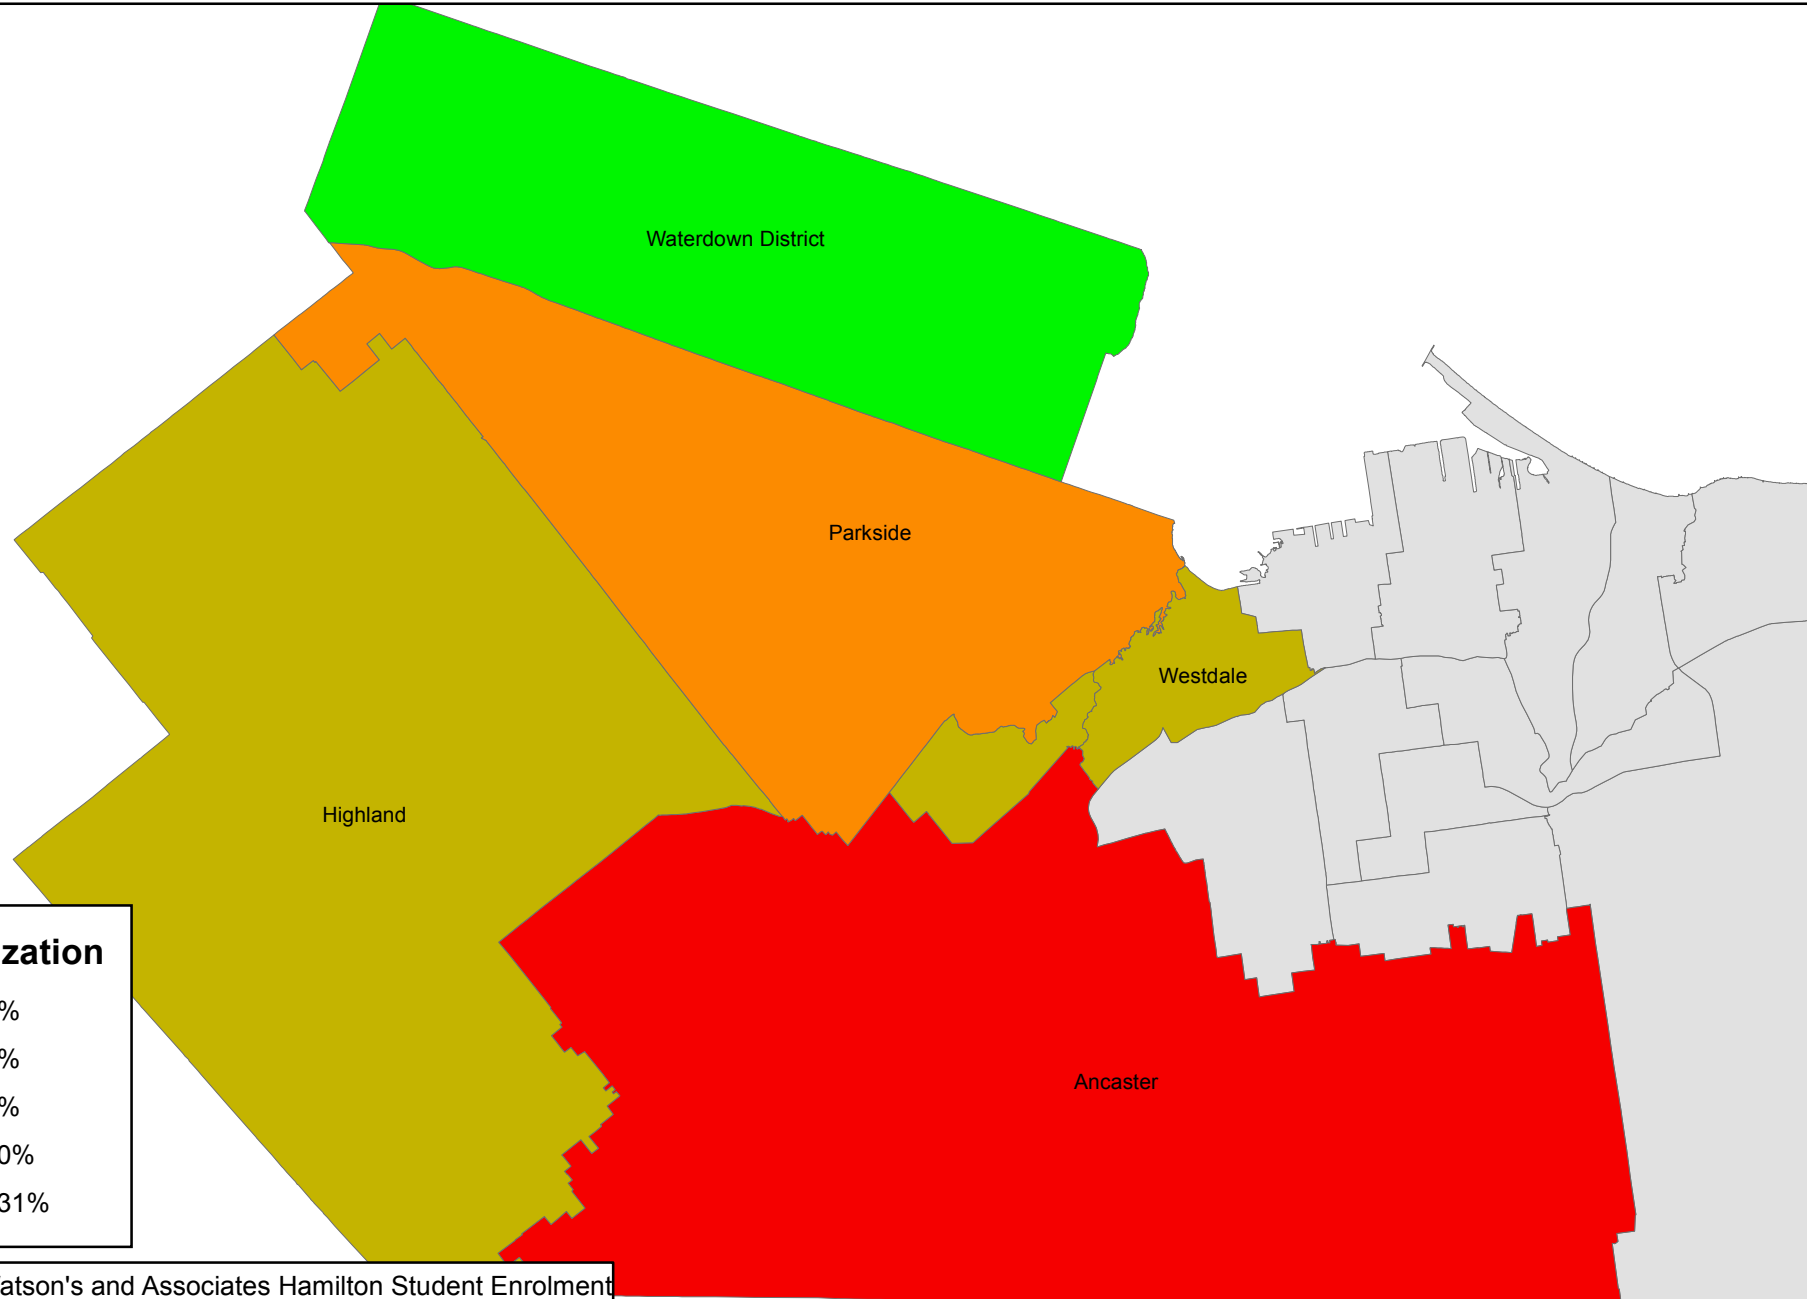 Waterdown District
Parkside
Westdale
Highland
Ancaster
zation
%
%
%
0%
31%
atson's and Associates Hamilton Student Enrolment